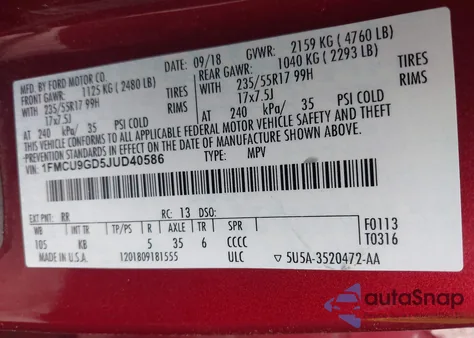 MFD. BY FORD MOTOR CO. 09/18 GVWR: 2159 KG ( 4760 LB)
FRONT GAWR: 1125 KG ( 2480 LB) REAR GAWR: 1040 KG ( 2293 LB)
WITH 235/55R17 99H TIRES WITH 235/55R17 99H TIRES
17x7.5J RIMS 17x7.5J RIMS
AT 240 kPa/ 35 PSI COLD AT 240 kPa/ 35 PSI COLD
THIS VEHICLE CONFORMS TO ALL APPLICABLE FEDERAL MOTOR VEHICLE SAFETY AND THEFT
PREVENTION STANDARDS IN EFFECT ON THE DATE OF MANUFACTURE SHOWN ABOVE.
VIN: 1FMCU9GD5JUD40586 TYPE: MPV
EXT PNT: RR RC: 13 DSO:
WB INT TR TP/PS R AXLE TR SPR
105 KB 5 35 6 CCCC
F0113
T0316
MADE IN U.S.A. 1201809181555 ULC ▽ 5U5A-3520472-AA
autoSnap